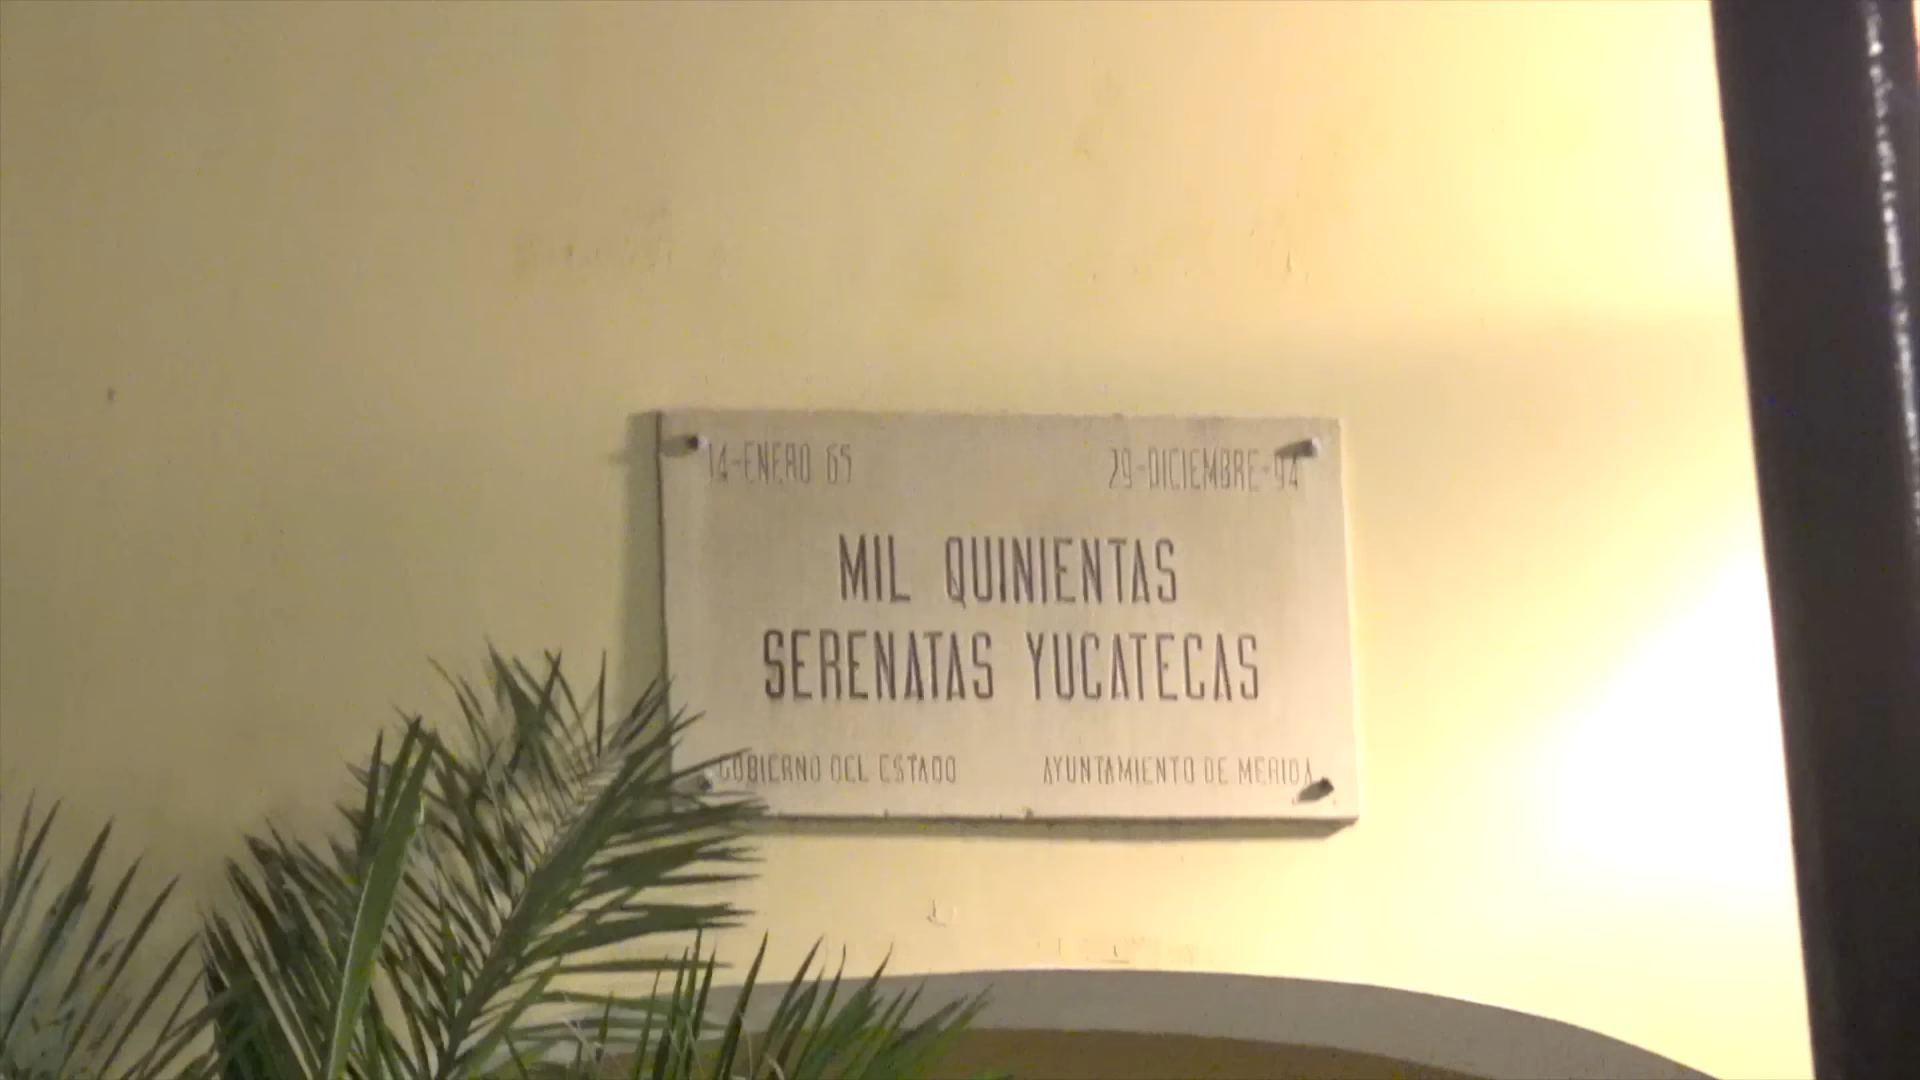 14-ENERO 65 29-DICIEMBRE-94
MIL QUINIENTAS
SERENATAS YUCATECAS
GOBIERNO DEL ESTADO AYUNTAMIENTO DE MERIDA